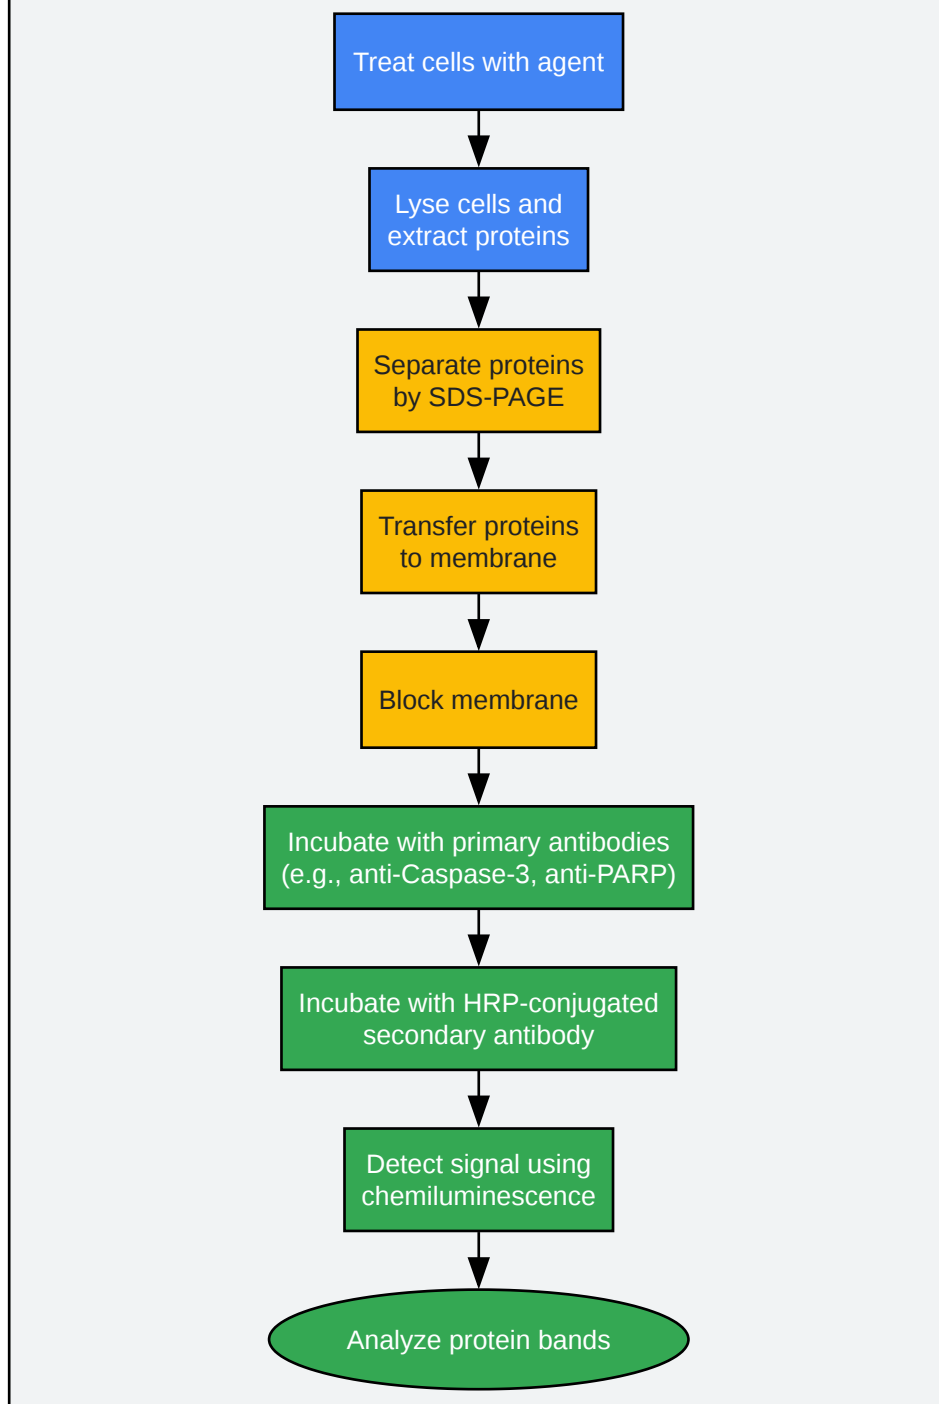 Treat cells with agent
Lyse cells and
extract proteins
Separate proteins
by SDS-PAGE
Transfer proteins
to membrane
Block membrane
Incubate with primary antibodies
(e.g., anti-Caspase-3, anti-PARP)
Incubate with HRP-conjugated
secondary antibody
Detect signal using
chemiluminescence
Analyze protein bands